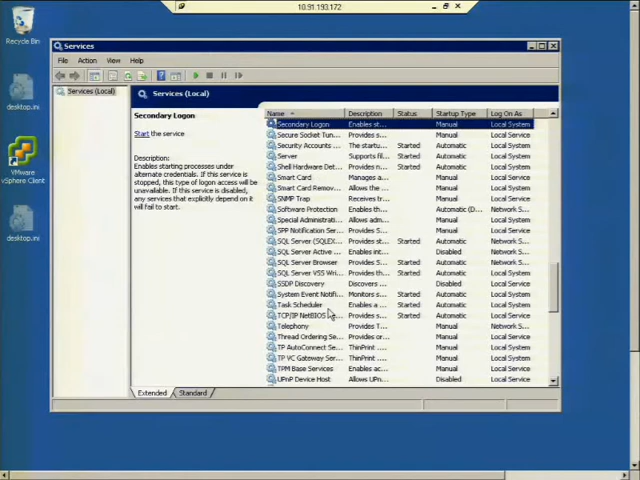 10.91.193.172
Recycle Bin
desktop.ini
VMware
vSphere Client
desktop.ini
Services
File Action View Help
Services (Local)
Services (Local)
Secondary Logon
Start the service
Description:
Enables starting processes under
alternate credentials. If this service is
stopped, this type of logon access will be
unavailable. If this service is disabled,
any services that explicitly depend on it
will fail to start.
Name Description Status Startup Type Log On As
Secondary Logon Enables st... Manual Local System
Secure Socket Tun... Provides s... Manual Local Service
Security Accounts ... The startu... Started Automatic Local System
Server Supports fil... Started Automatic Local System
Shell Hardware Det... Provides n... Started Automatic Local System
Smart Card Manages a... Manual Local Service
Smart Card Remov... Allows the... Manual Local System
SNMP Trap Receives tr... Manual Local Service
Software Protection Enables th... Automatic (D... Network S...
Special Administrati... Allows adm... Manual Local System
SPP Notification Ser... Provides S... Manual Local Service
SQL Server (SQLEX... Provides st... Started Automatic Network S...
SQL Server Active ... Enables int... Disabled Network S...
SQL Server Browser Provides S... Started Automatic Local Service
SQL Server VSS Wri... Provides th... Started Automatic Local System
SSDP Discovery Discovers ... Disabled Local Service
System Event Notifi... Monitors s... Started Automatic Local System
Task Scheduler Enables a ... Started Automatic Local System
TCP/IP NetBIOS Provides s... Started Automatic Local Service
Telephony Provides T... Manual Network S...
Thread Ordering Se... Provides or... Manual Local Service
TP AutoConnect Se... ThinPrint ... Manual Local System
TP VC Gateway Ser... ThinPrint ... Manual Local System
TPM Base Services Enables ac... Manual Local Service
UPnP Device Host Allows UPn... Disabled Local Service
Extended Standard